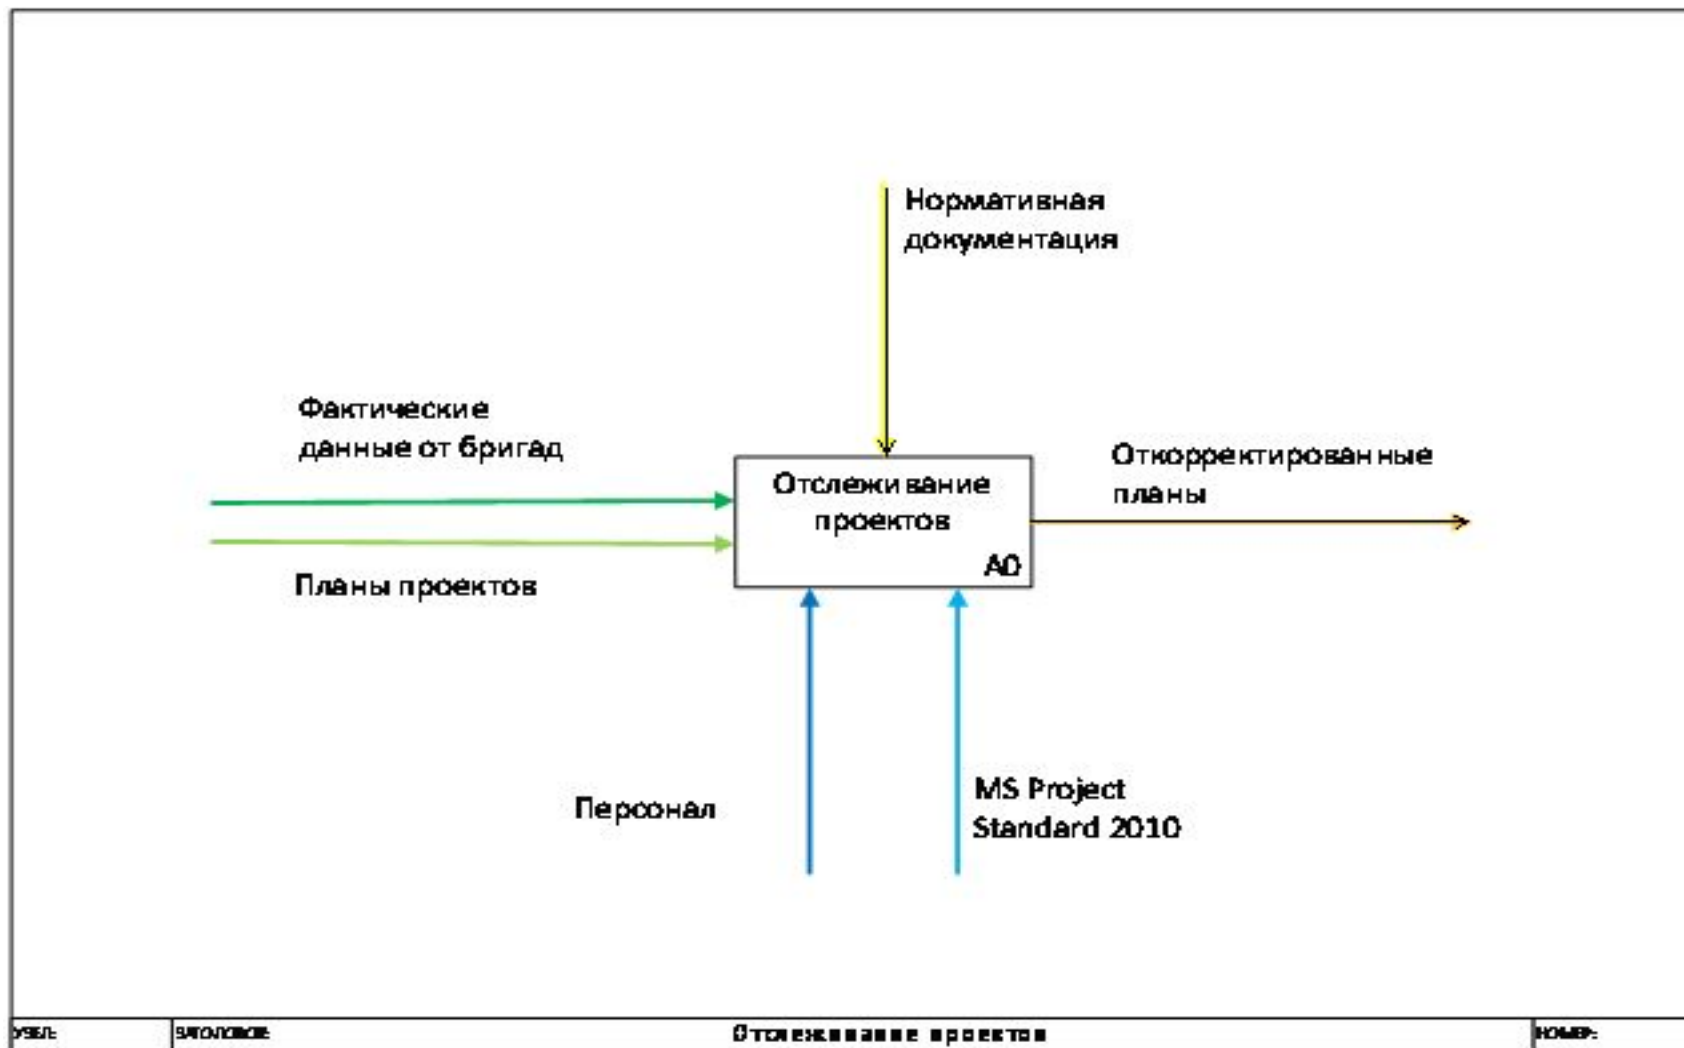 Нормативная
документация
Фактические
данные от бригад
Откорректированные
планы
Отслеживание
проектов
A0
Планы проектов
Персонал
MS Project
Standard 2010
УЗЕЛ:
ЗАГОЛОВОК:
Отслеживание проектов
НОМЕР: